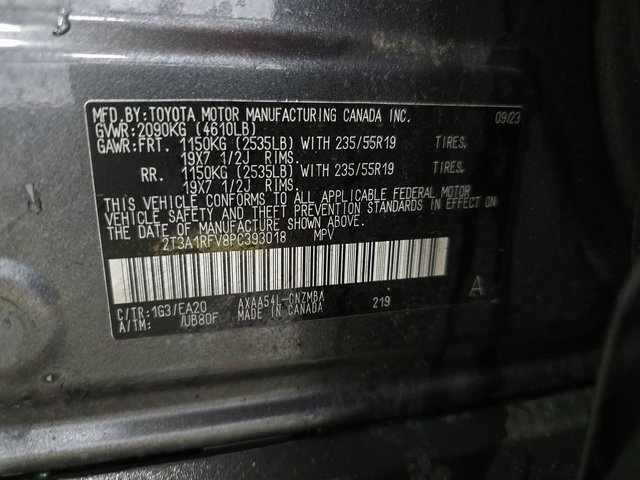 MFD.BY:TOYOTA MOTOR MANUFACTURING CANADA INC. 09/23
GVWR:2090KG (4610LB)
GAWR:FRT. 1150KG (2535LB) WITH 235/55R19 TIRES,
19X7 1/2J RIMS.
RR. 1150KG (2535LB) WITH 235/55R19 TIRES,
19X7 1/2J RIMS.
THIS VEHICLE CONFORMS TO ALL APPLICABLE FEDERAL MOTOR
VEHICLE SAFETY AND THEFT PREVENTION STANDARDS IN EFFECT ON
THE DATE OF MANUFACTURE SHOWN ABOVE.
2T3A1RFV8PC393018 MPV
C/TR:1G3/EA20 AXAA54L-CNZMBA 219 A
A/TM: /UB80F MADE IN CANADA